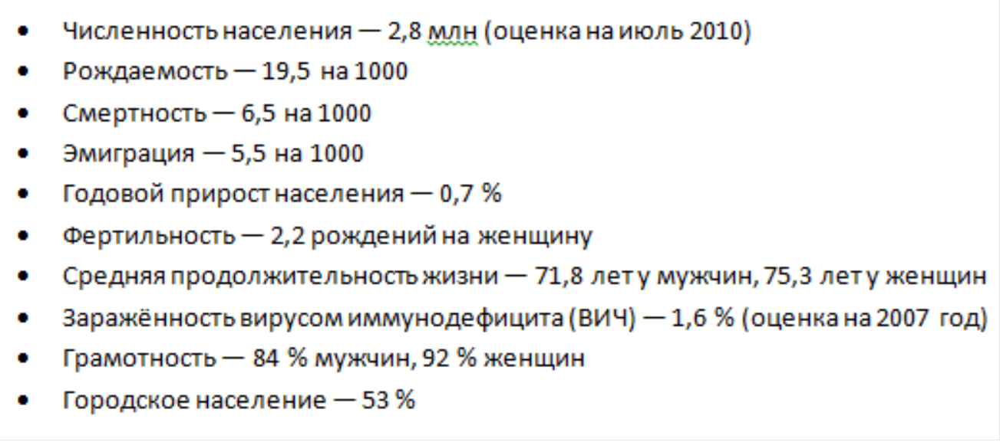 • Численность населения — 2,8 млн (оценка на июль 2010)
• Рождаемость — 19,5 на 1000
• Смертность — 6,5 на 1000
• Эмиграция — 5,5 на 1000
• Годовой прирост населения — 0,7 %
• Фертильность — 2,2 рождений на женщину
• Средняя продолжительность жизни — 71,8 лет у мужчин, 75,3 лет у женщин
• Заражённость вирусом иммунодефицита (ВИЧ) — 1,6 % (оценка на 2007 год)
• Грамотность — 84 % мужчин, 92 % женщин
• Городское население — 53 %